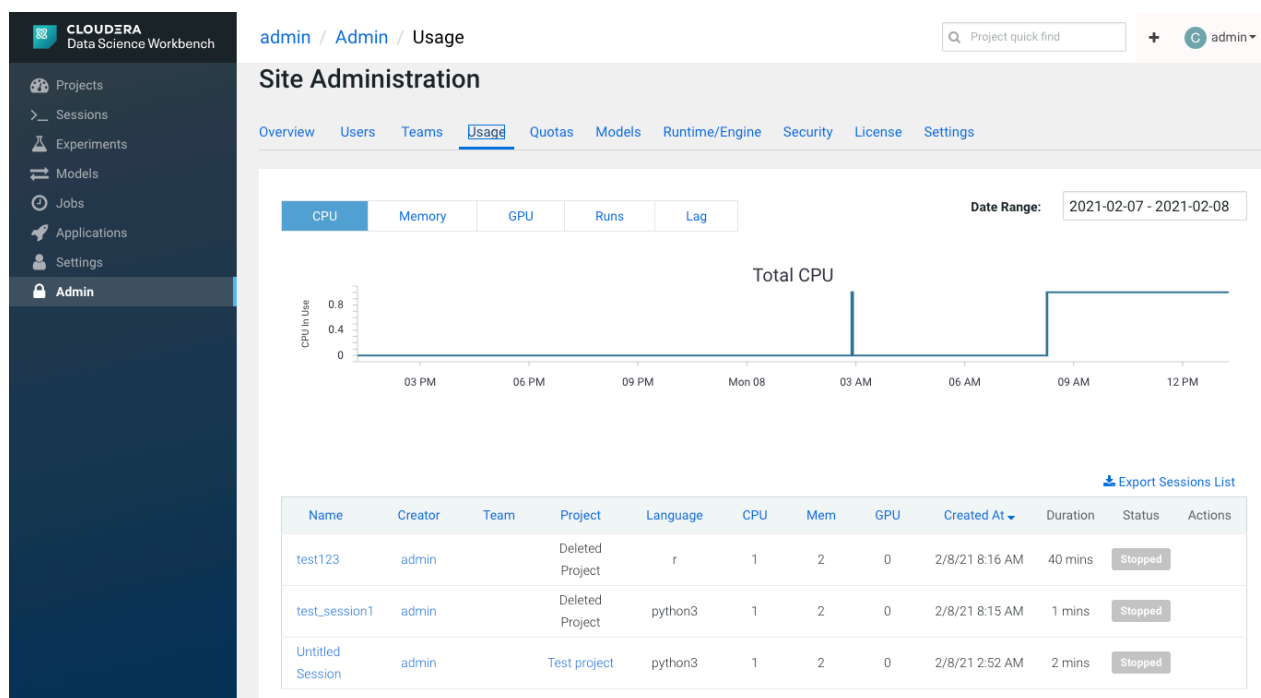 CLOUDERA
Data Science Workbench
admin / Admin / Usage
Project quick find
+
C admin
Projects
Sessions
Experiments
Models
Jobs
Applications
Settings
Admin
Site Administration
Overview Users Teams Usage Quotas Models Runtime/Engine Security License Settings
CPU Memory GPU Runs Lag
Date Range: 2021-02-07 - 2021-02-08
Total CPU
CPU In Use
0.8
0.4
0
03 PM 06 PM 09 PM Mon 08 03 AM 06 AM 09 AM 12 PM
Export Sessions List
Name Creator Team Project Language CPU Mem GPU Created At Duration Status Actions
test123 admin Deleted Project r 1 2 0 2/8/21 8:16 AM 40 mins Stopped
test_session1 admin Deleted Project python3 1 2 0 2/8/21 8:15 AM 1 mins Stopped
Untitled Session admin Test project python3 1 2 0 2/8/21 2:52 AM 2 mins Stopped